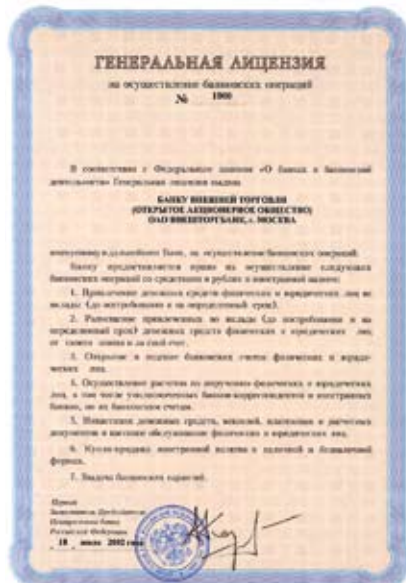 ГЕНЕРАЛЬНАЯ ЛИЦЕНЗИЯ
на осуществление банковских операций
№ 1000
В соответствии с Федеральным законом «О банках и банковской
деятельности» Генеральная лицензия выдана
БАНКУ ВНЕШНЕЙ ТОРГОВЛИ
(ОТКРЫТОЕ АКЦИОНЕРНОЕ ОБЩЕСТВО)
ОАО ВНЕШТОРГБАНК, г. МОСКВА
именуемому в дальнейшем Банк, на осуществление банковских операций.
Банку предоставляется право на осуществление следующих
банковских операций со средствами в рублях и иностранной валюте:
1. Привлечение денежных средств физических и юридических лиц во
вклады (до востребования и на определенный срок).
2. Размещение привлеченных во вклады (до востребования и на
определенный срок) денежных средств физических и юридических лиц
от своего имени и за свой счет.
3. Открытие и ведение банковских счетов физических и юриди-
ческих лиц.
4. Осуществление расчетов по поручению физических и юридических
лиц, в том числе уполномоченных банков-корреспондентов и иностранных
банков, по их банковским счетам.
5. Инкассация денежных средств, векселей, платежных и расчетных
документов и кассовое обслуживание физических и юридических лиц.
6. Купля-продажа иностранной валюты в наличной и безналичной
формах.
7. Выдача банковских гарантий.
Первый
Заместитель Председателя
Центрального банка
Российской Федерации
18 июля 2002 года